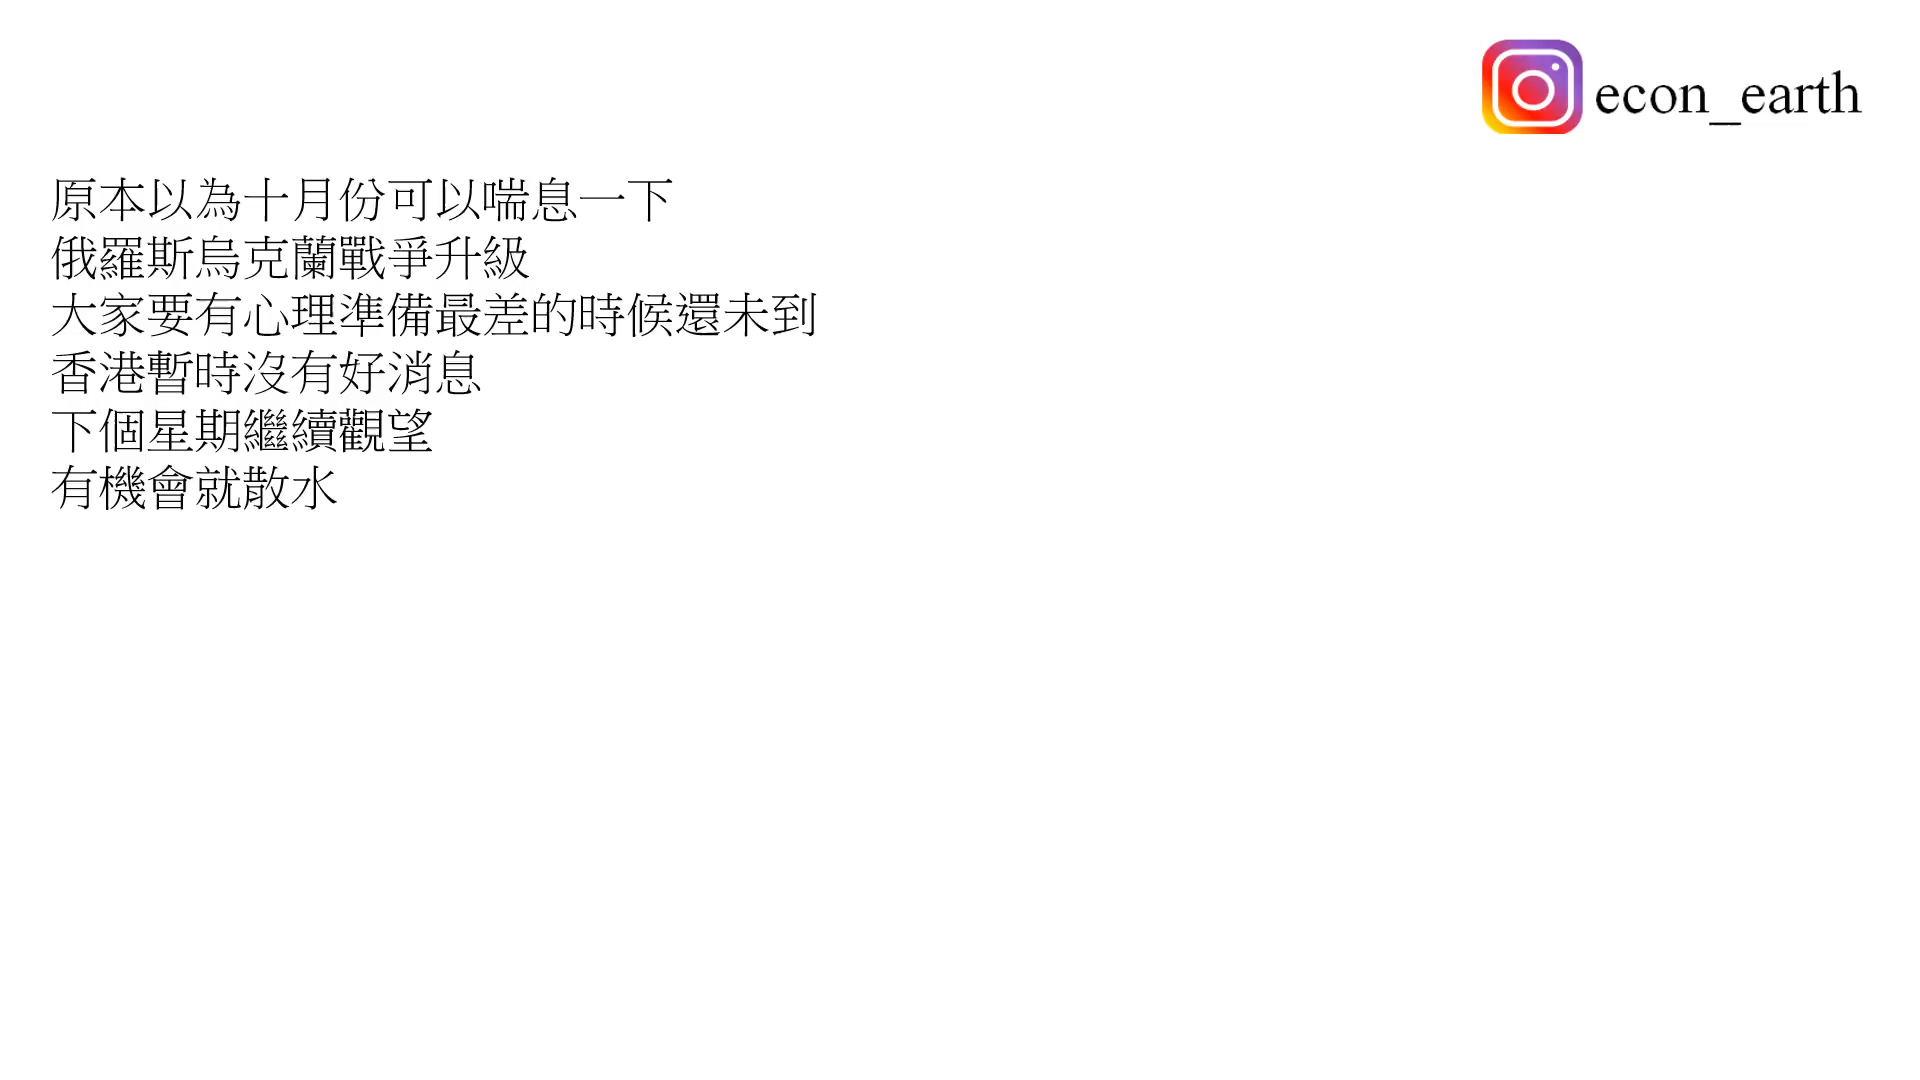 econ_earth
原本以為十月份可以喘息一下
俄羅斯烏克蘭戰爭升級
大家要有心理準備最差的時候還未到
香港暫時沒有好消息
下個星期繼續觀望
有機會就散水